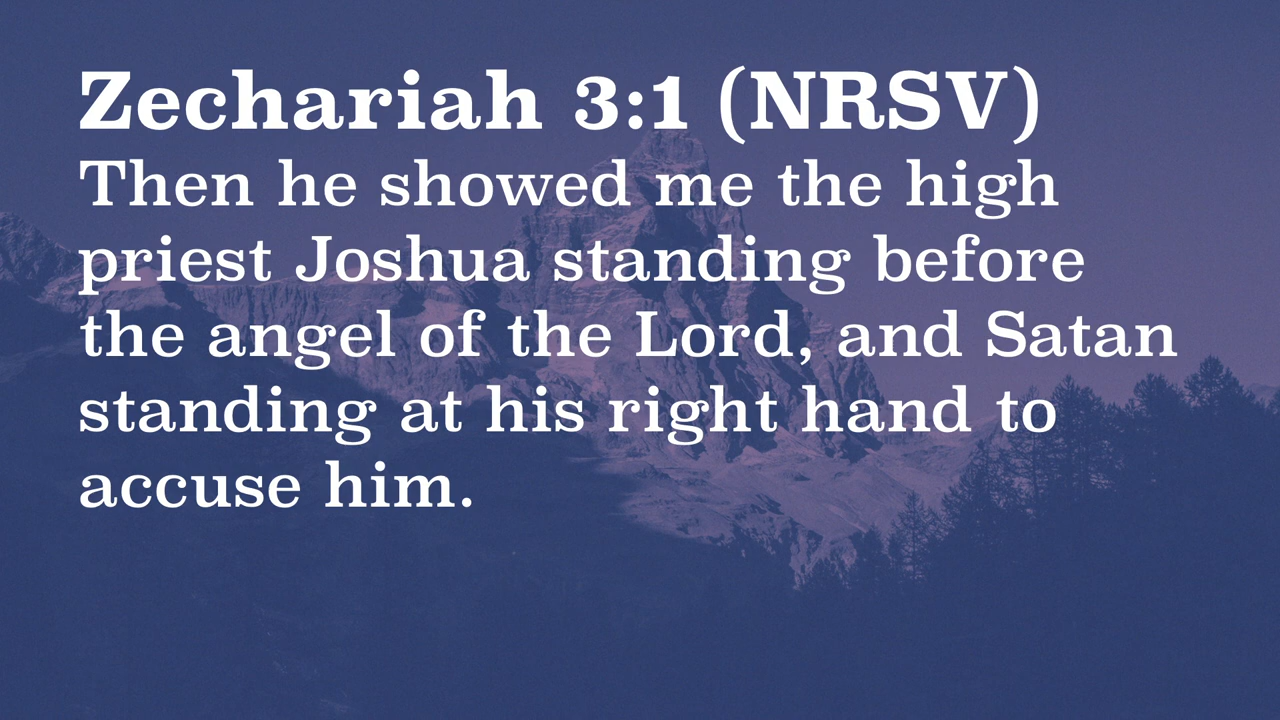 Zechariah 3:1 (NRSV)
Then he showed me the high
priest Joshua standing before
the angel of the Lord, and Satan
standing at his right hand to
accuse him.